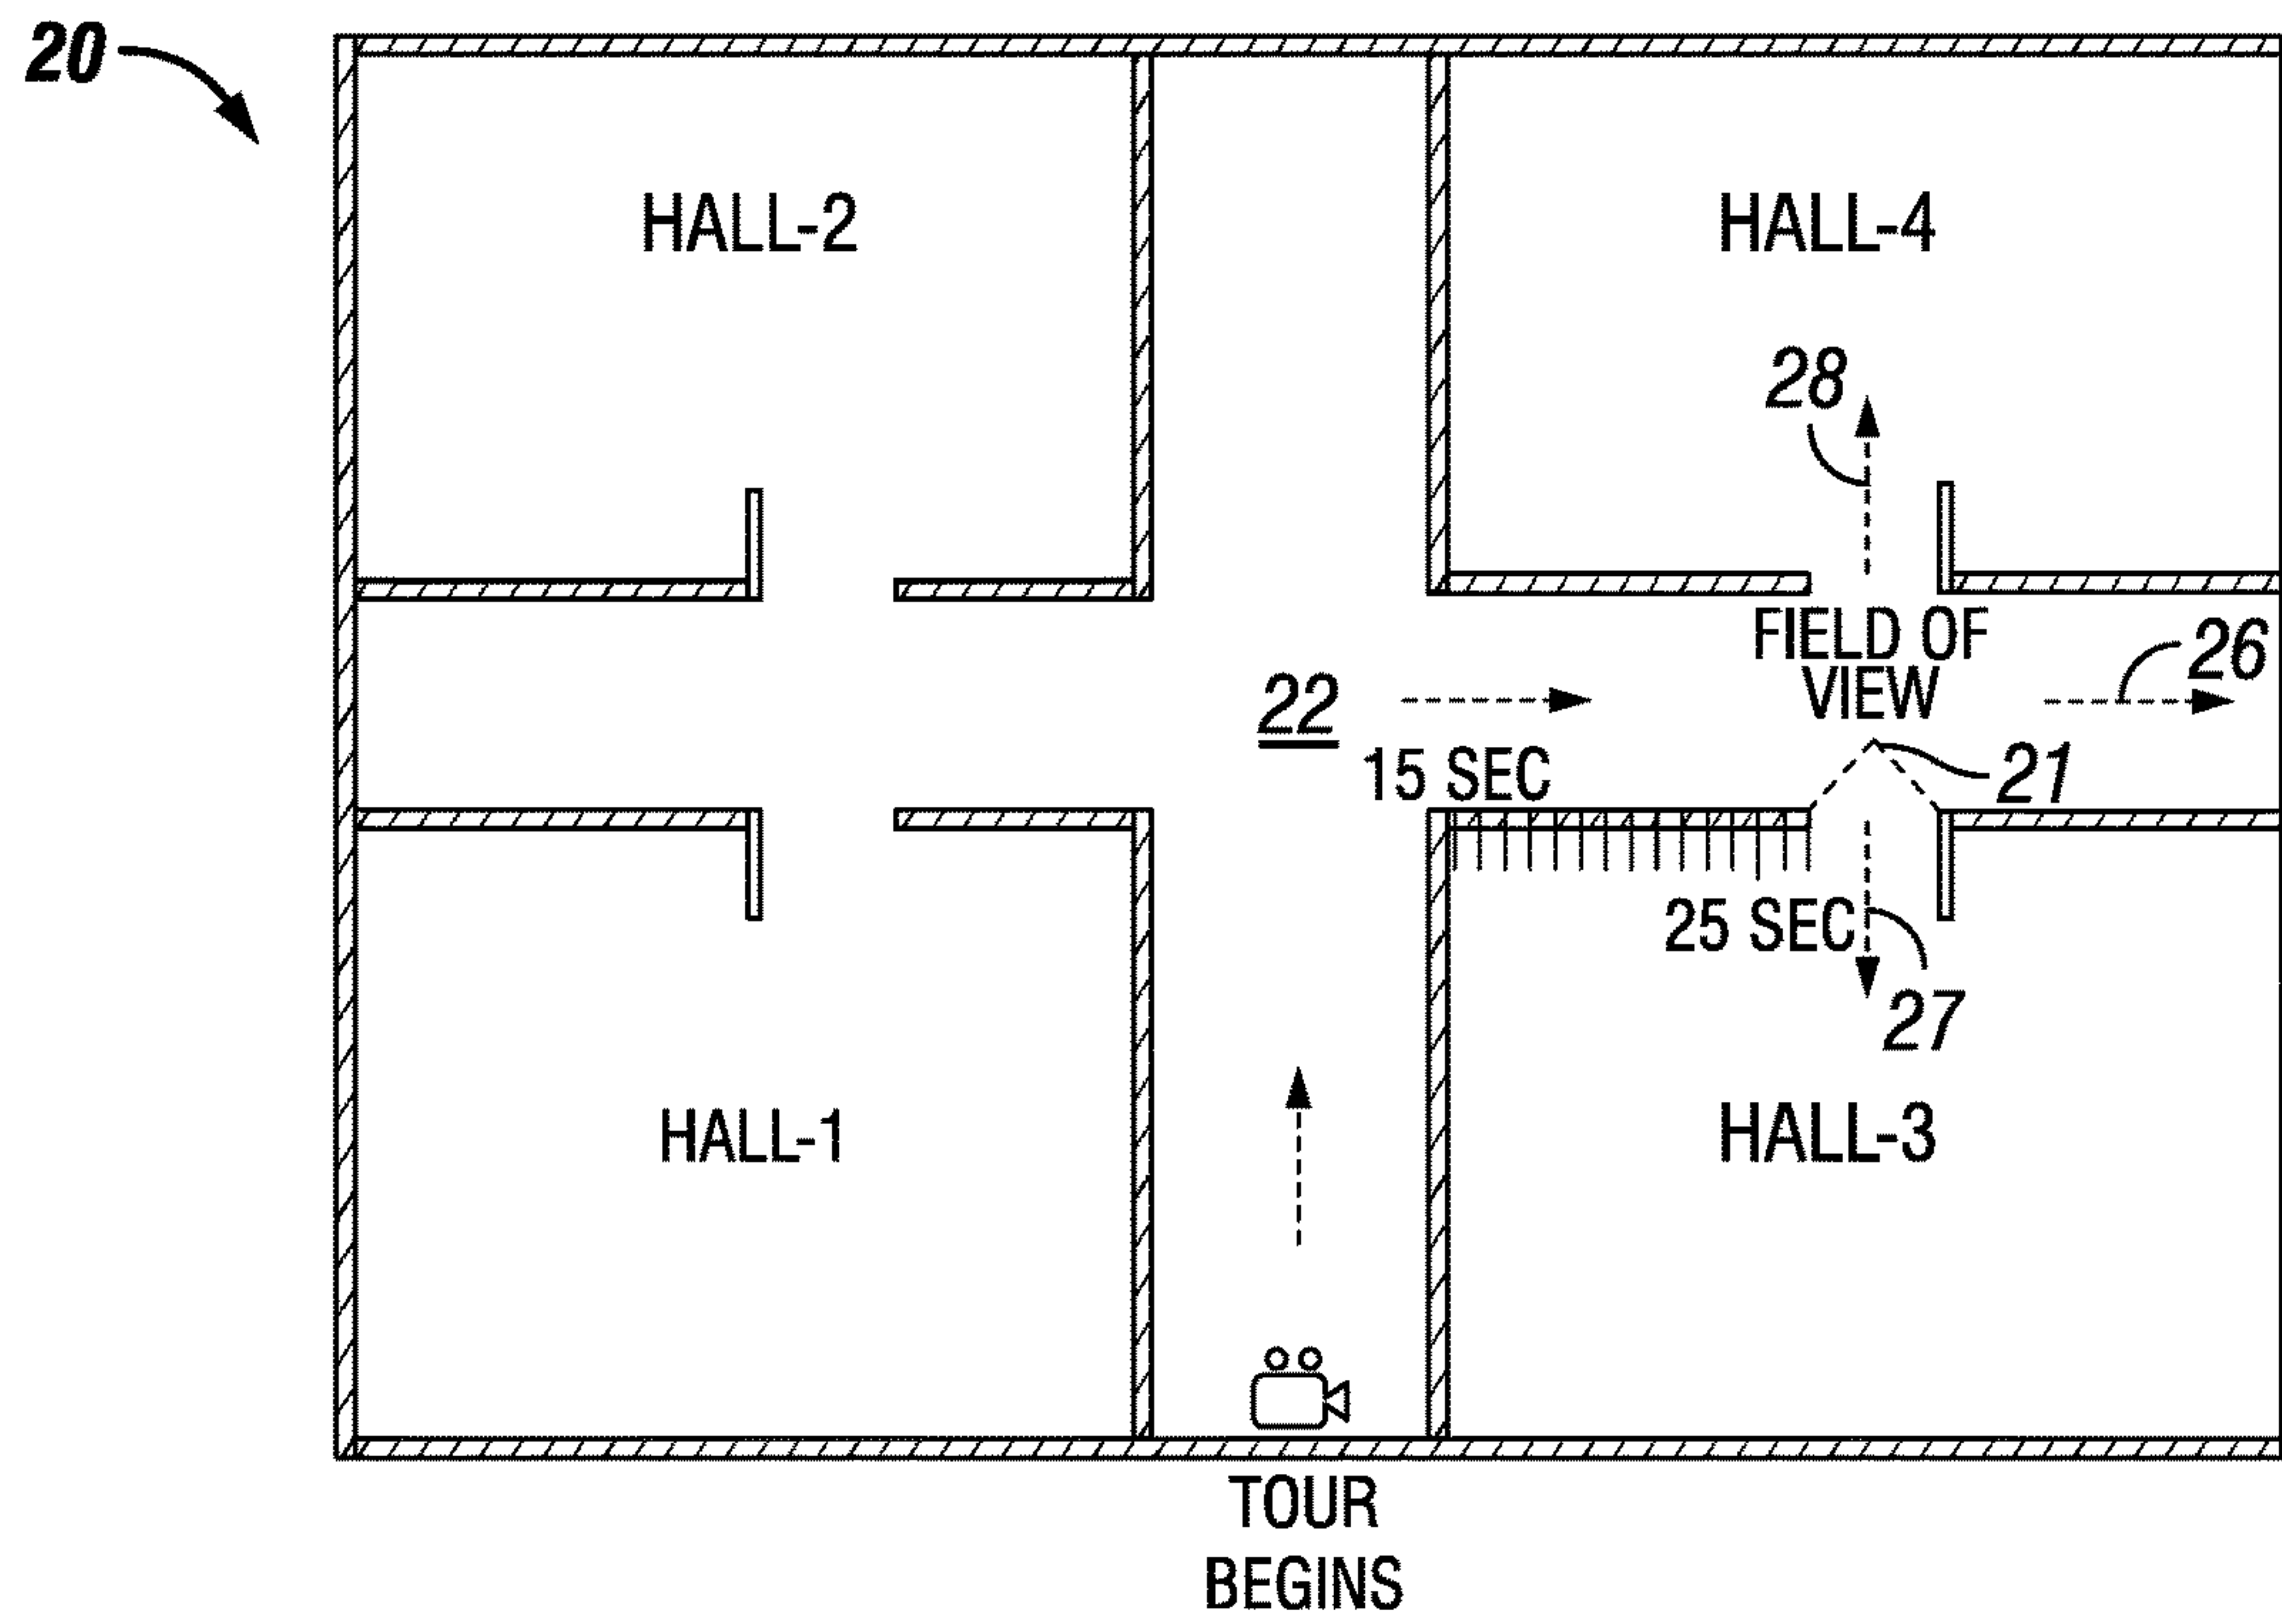 20
HALL-2
HALL-4
28
FIELD OF
VIEW
26
22
15 SEC
21
25 SEC
27
HALL-1
HALL-3
TOUR
BEGINS